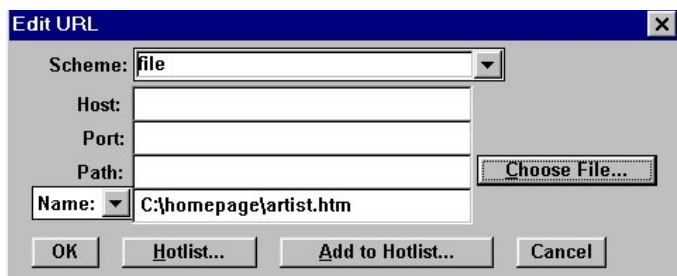 Edit URL
Scheme: file
Host:
Port:
Path: Choose File...
Name: C:\homepage\artist.htm
OK Hotlist... Add to Hotlist... Cancel